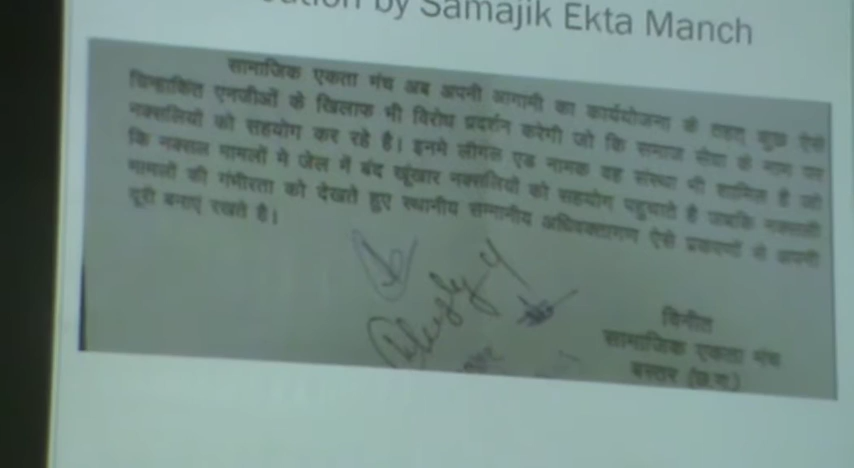 by Samajik Ekta Manch
सामाजिक एकता मंच अब अपनी आगामी का कार्ययोजना के तहत कुछ ऐसे
चिन्हाकित एनजीओं के खिलाफ भी विरोध प्रदर्शन करेगी जो कि समाज सेवा के नाम पर
नक्सलियों को सहयोग कर रहे है। इनमे लीगल एड नामक वह संस्था भी शामिल है जो
कि नक्सल मामलों मे जेल में बंद खूंखार नक्सलियों को सहयोग पहुचाते है जबकि नक्सली
मामलों की गंभीरता को देखते हुए स्थानीय सम्मानीय अधिवक्तागण ऐसे प्रकरणों से अपनी
दूरी बनाए रखते है।
विनीत
सामाजिक एकता मंच
बस्तर (छ.ग.)